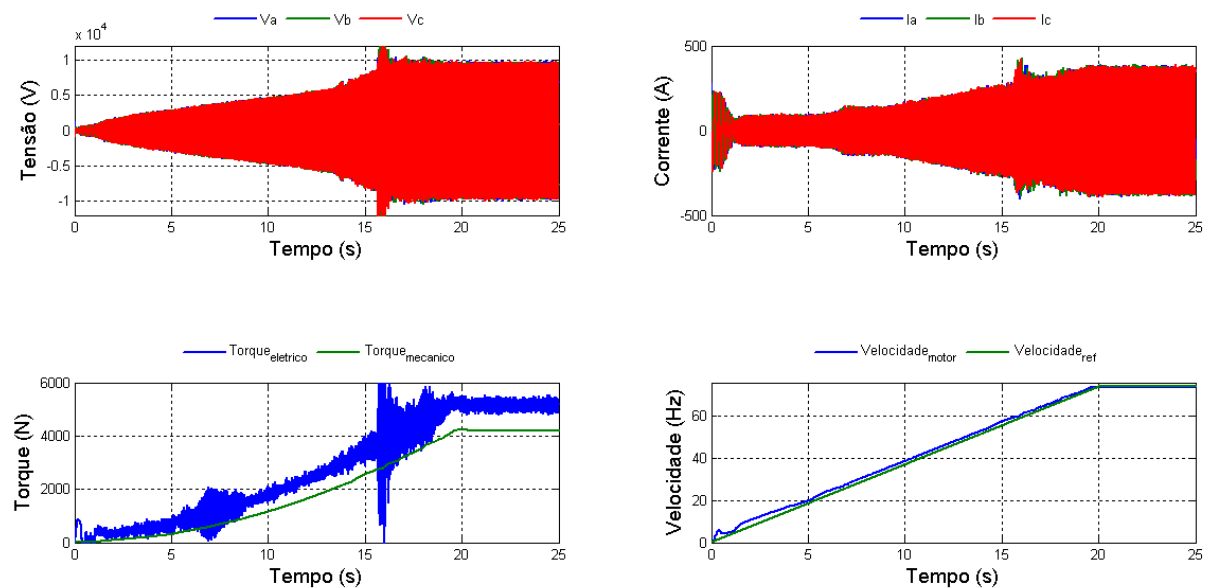 Va Vb Vc
x 10⁴
Tensão (V)
1
0.5
0
-0.5
-1
0 5 10 15 20 25
Tempo (s)
Ia Ib Ic
Corrente (A)
500
0
-500
0 5 10 15 20 25
Tempo (s)
Torque_eletrico Torque_mecanico
Torque (N)
6000
4000
2000
0
0 5 10 15 20 25
Tempo (s)
Velocidade_motor Velocidade_ref
Velocidade (Hz)
60
40
20
0
0 5 10 15 20 25
Tempo (s)